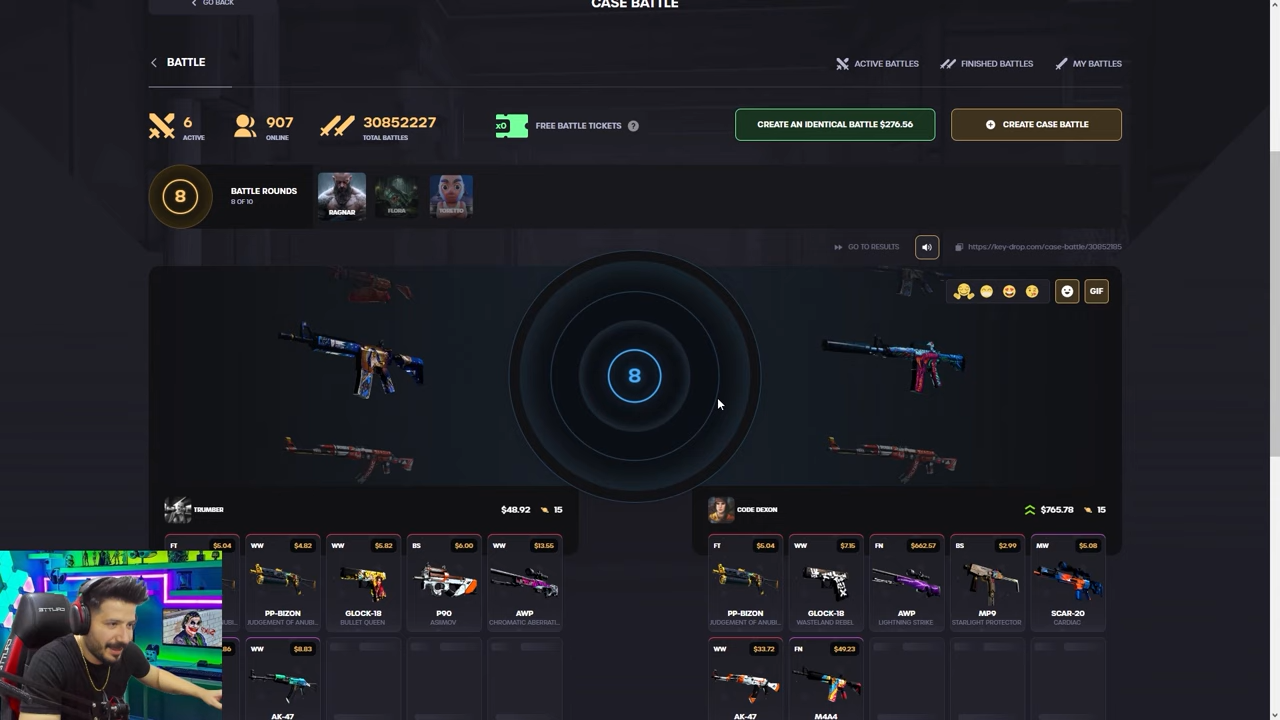 GO BACK
CASE BATTLE
BATTLE
ACTIVE BATTLES
FINISHED BATTLES
MY BATTLES
6
ACTIVE
907
ONLINE
30852227
TOTAL BATTLES
x0
FREE BATTLE TICKETS ?
CREATE AN IDENTICAL BATTLE $276.56
CREATE CASE BATTLE
8
BATTLE ROUNDS
8 OF 10
RAGNAR
FLORA
GO TO RESULTS
https://key-drop.com/case-battle/30852185
GIF
8
TRUMBER
$48.92
15
CODE DEXON
$765.78
15
FT $5.04
WW $4.82
WW $5.82
BS $6.00
WW $13.55
PP-BIZON
GLOCK-18
P90
AWP
JUDGEMENT OF ANUBI...
BULLET QUEEN
ASIIMOV
CHROMATIC ABERRATI...
FT $5.04
WW $7.15
FN $662.57
BS $2.99
MW $5.08
PP-BIZON
GLOCK-18
AWP
MP9
SCAR-20
JUDGEMENT OF ANUBI...
WASTELAND REBEL
LIGHTNING STRIKE
STARLIGHT PROTECTOR
CARDIAC
WW $8.83
AK-47
WW $33.72
FN $49.23
AK-47
M4A4